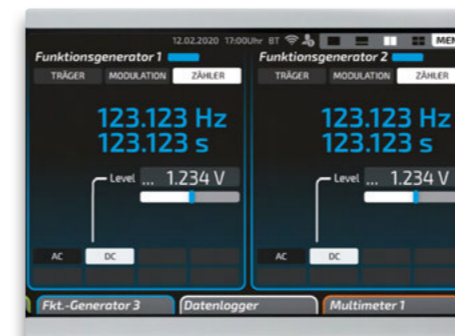 12.02.2020 17:00Uhr BT MEN
Funktionsgenerator 1 Funktionsgenerator 2
TRÄGER MODULATION ZÄHLER TRÄGER MODULATION ZÄHLER
123.123 Hz 123.123 Hz
123.123 s 123.123 s
Level ... 1.234 V Level ... 1.234 V
AC DC AC DC
Fkt.-Generator 3 Datenlogger Multimeter 1